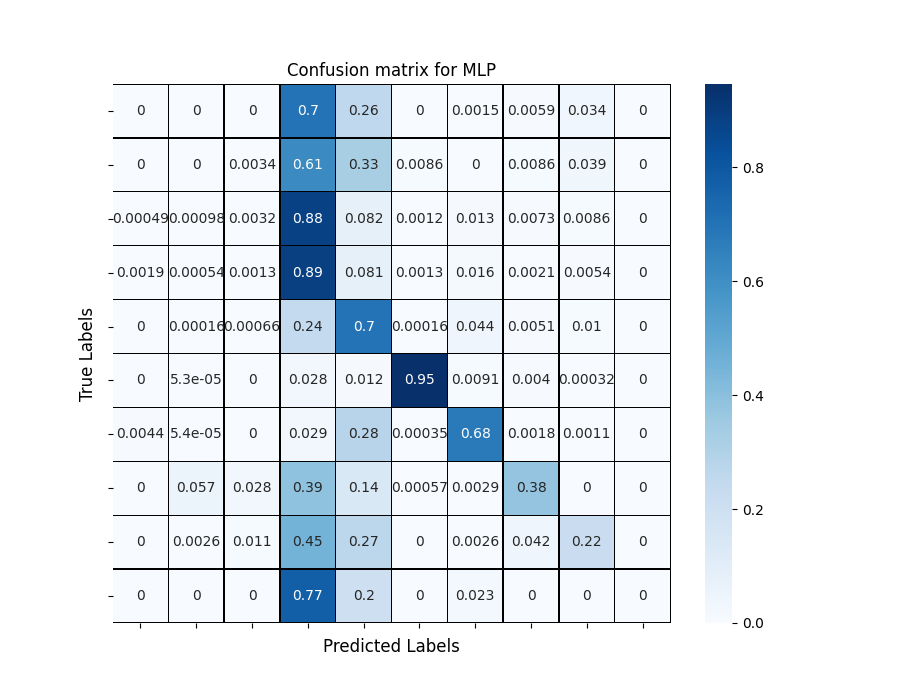 Confusion matrix for MLP
0 0 0 0.7 0.26 0 0.0015 0.0059 0.034 0
0 0 0.0034 0.61 0.33 0.0086 0 0.0086 0.039 0
0.00049 0.00098 0.0032 0.88 0.082 0.0012 0.013 0.0073 0.0086 0
0.0019 0.00054 0.0013 0.89 0.081 0.0013 0.016 0.0021 0.0054 0
0 0.00016 0.00066 0.24 0.7 0.00016 0.044 0.0051 0.01 0
0 5.3e-05 0 0.028 0.012 0.95 0.0091 0.004 0.00032 0
0.0044 5.4e-05 0 0.029 0.28 0.00035 0.68 0.0018 0.0011 0
0 0.057 0.028 0.39 0.14 0.00057 0.0029 0.38 0 0
0 0.0026 0.011 0.45 0.27 0 0.0026 0.042 0.22 0
0 0 0 0.77 0.2 0 0.023 0 0 0
True Labels
Predicted Labels
0.8
0.6
0.4
0.2
0.0